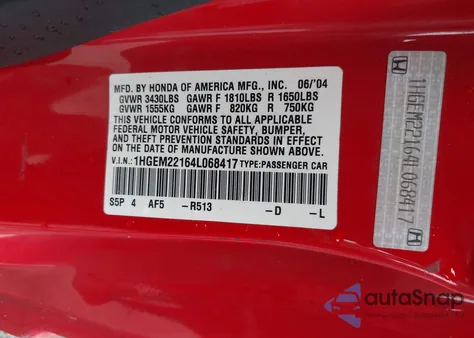 MFD. BY HONDA OF AMERICA MFG., INC. 06/'04
GVWR 3430LBS GAWR F 1810LBS R 1650LBS
GVWR 1555KG GAWR F 820KG R 750KG
THIS VEHICLE CONFORMS TO ALL APPLICABLE
FEDERAL MOTOR VEHICLE SAFETY, BUMPER,
AND THEFT PREVENTION STANDARDS IN EFFECT
ON THE DATE OF MANUFACTURE SHOWN ABOVE.
V.I.N.: 1HGEM22164L068417 TYPE: PASSENGER CAR
S5P 4 AF5 -R513 -D -L
1HGEM22164L068417
autoSnap